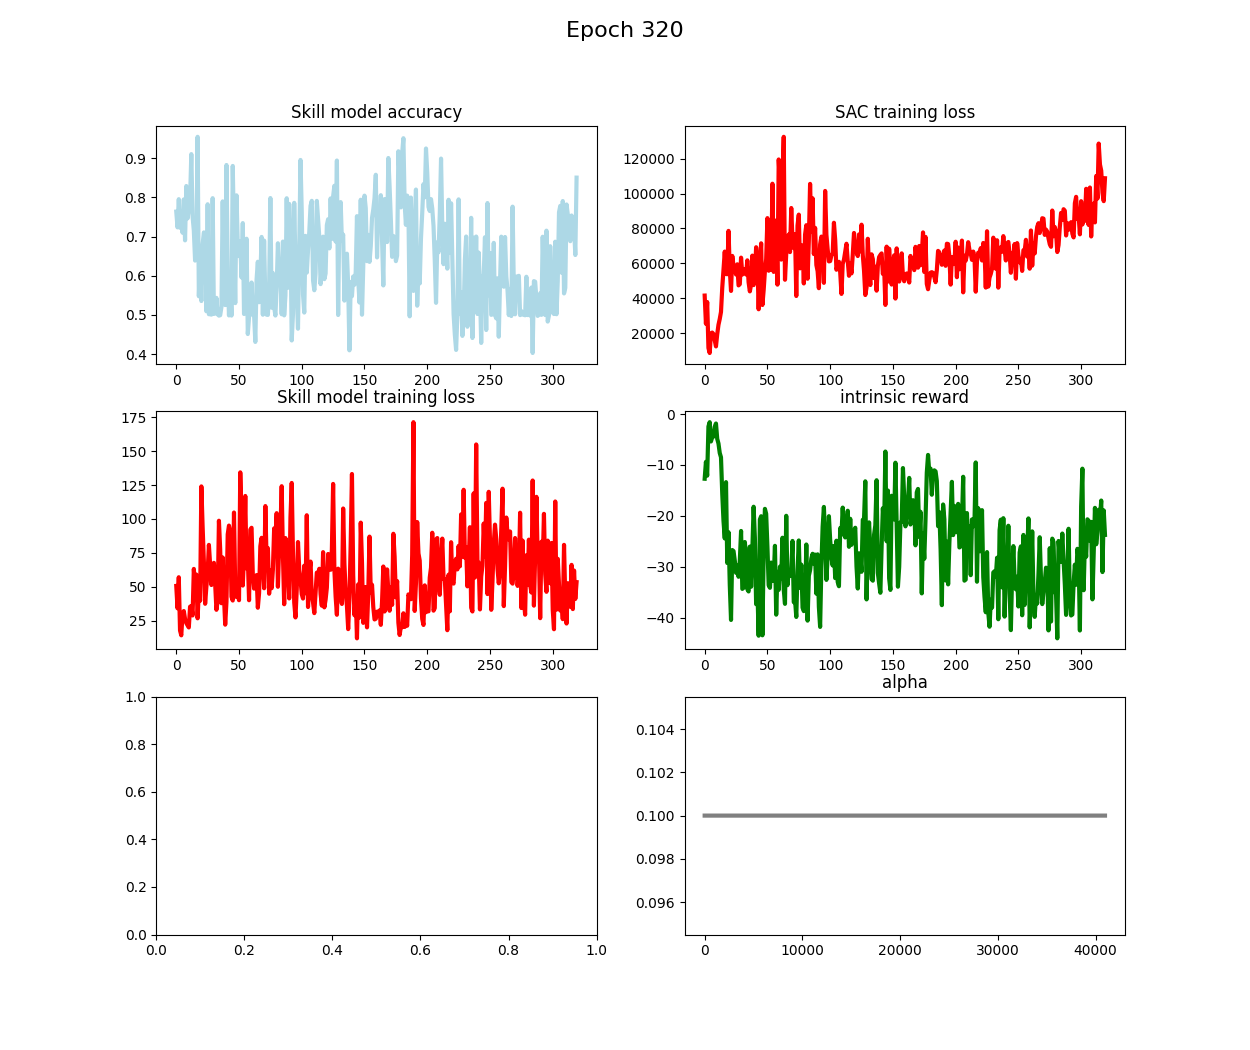 Epoch 320
Skill model accuracy
0.9
0.8
0.7
0.6
0.5
0.4
0 50 100 150 200 250 300
SAC training loss
120000
100000
80000
60000
40000
20000
0 50 100 150 200 250 300
Skill model training loss
175
150
125
100
75
50
25
0 50 100 150 200 250 300
intrinsic reward
0
−10
−20
−30
−40
0 50 100 150 200 250 300
1.0
0.8
0.6
0.4
0.2
0.0
0.0 0.2 0.4 0.6 0.8 1.0
alpha
0.104
0.102
0.100
0.098
0.096
0 10000 20000 30000 40000